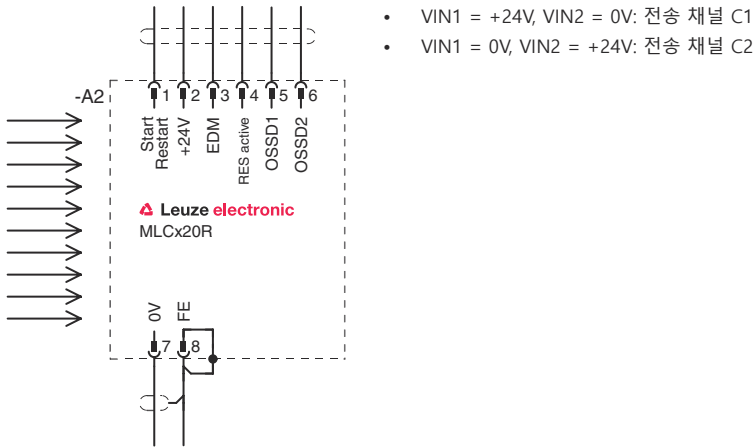 • VIN1 = +24V, VIN2 = 0V: 전송 채널 C1
• VIN1 = 0V, VIN2 = +24V: 전송 채널 C2
-A2
1 2 3 4 5 6
Start
Restart
+24V
EDM
RES active
OSSD1
OSSD2
Leuze electronic
MLCx20R
0V
FE
7 8